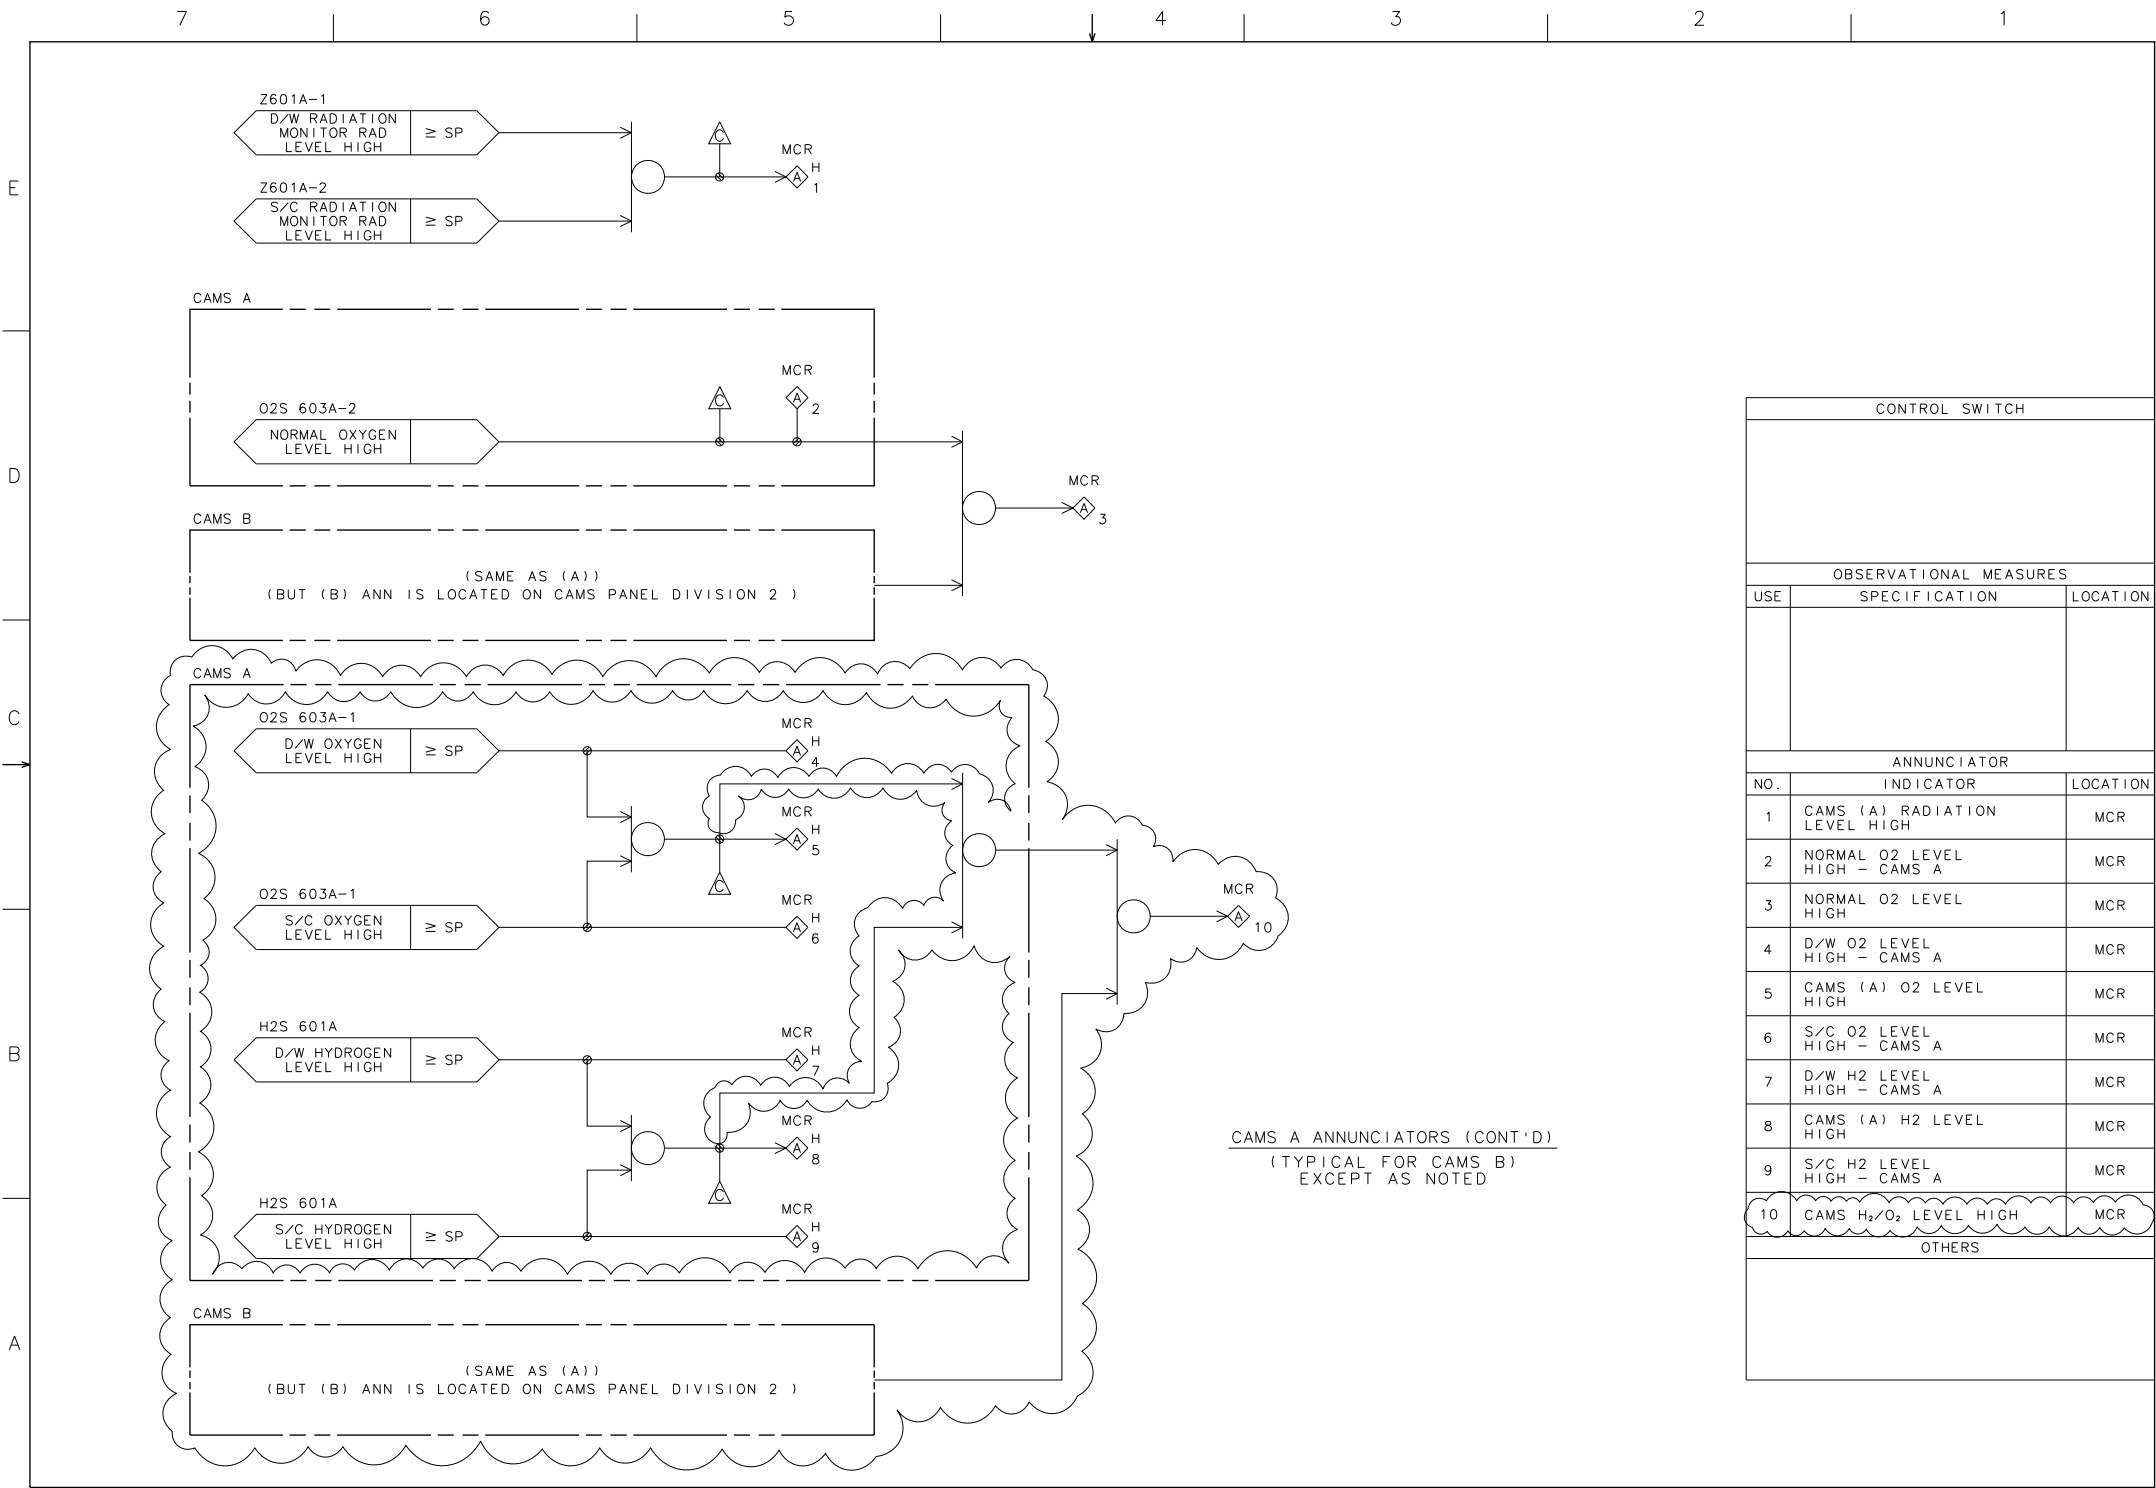 7 6 5 4 3 2 1
E
D
C
B
A
Z601A-1
D/W RADIATION
MONITOR RAD
LEVEL HIGH
≥ SP
C
MCR
A H
1
Z601A-2
S/C RADIATION
MONITOR RAD
LEVEL HIGH
≥ SP
CAMS A
O2S 603A-2
NORMAL OXYGEN
LEVEL HIGH
C
MCR
A
2
MCR
A
3
CAMS B
(SAME AS (A))
(BUT (B) ANN IS LOCATED ON CAMS PANEL DIVISION 2 )
CAMS A
O2S 603A-1
D/W OXYGEN
LEVEL HIGH
≥ SP
MCR
A H
4
MCR
A H
5
C
O2S 603A-1
S/C OXYGEN
LEVEL HIGH
≥ SP
MCR
A H
6
MCR
A
10
H2S 601A
D/W HYDROGEN
LEVEL HIGH
≥ SP
MCR
A H
7
MCR
A H
8
C
H2S 601A
S/C HYDROGEN
LEVEL HIGH
≥ SP
MCR
A H
9
CAMS B
(SAME AS (A))
(BUT (B) ANN IS LOCATED ON CAMS PANEL DIVISION 2 )
CAMS A ANNUNCIATORS (CONT'D)
(TYPICAL FOR CAMS B)
EXCEPT AS NOTED
CONTROL SWITCH
OBSERVATIONAL MEASURES
USE SPECIFICATION LOCATION
ANNUNCIATOR
NO. INDICATOR LOCATION
1 CAMS (A) RADIATION
LEVEL HIGH MCR
2 NORMAL O2 LEVEL
HIGH - CAMS A MCR
3 NORMAL O2 LEVEL
HIGH MCR
4 D/W O2 LEVEL
HIGH - CAMS A MCR
5 CAMS (A) O2 LEVEL
HIGH MCR
6 S/C O2 LEVEL
HIGH - CAMS A MCR
7 D/W H2 LEVEL
HIGH - CAMS A MCR
8 CAMS (A) H2 LEVEL
HIGH MCR
9 S/C H2 LEVEL
HIGH - CAMS A MCR
10 CAMS H₂/O₂ LEVEL HIGH MCR
OTHERS